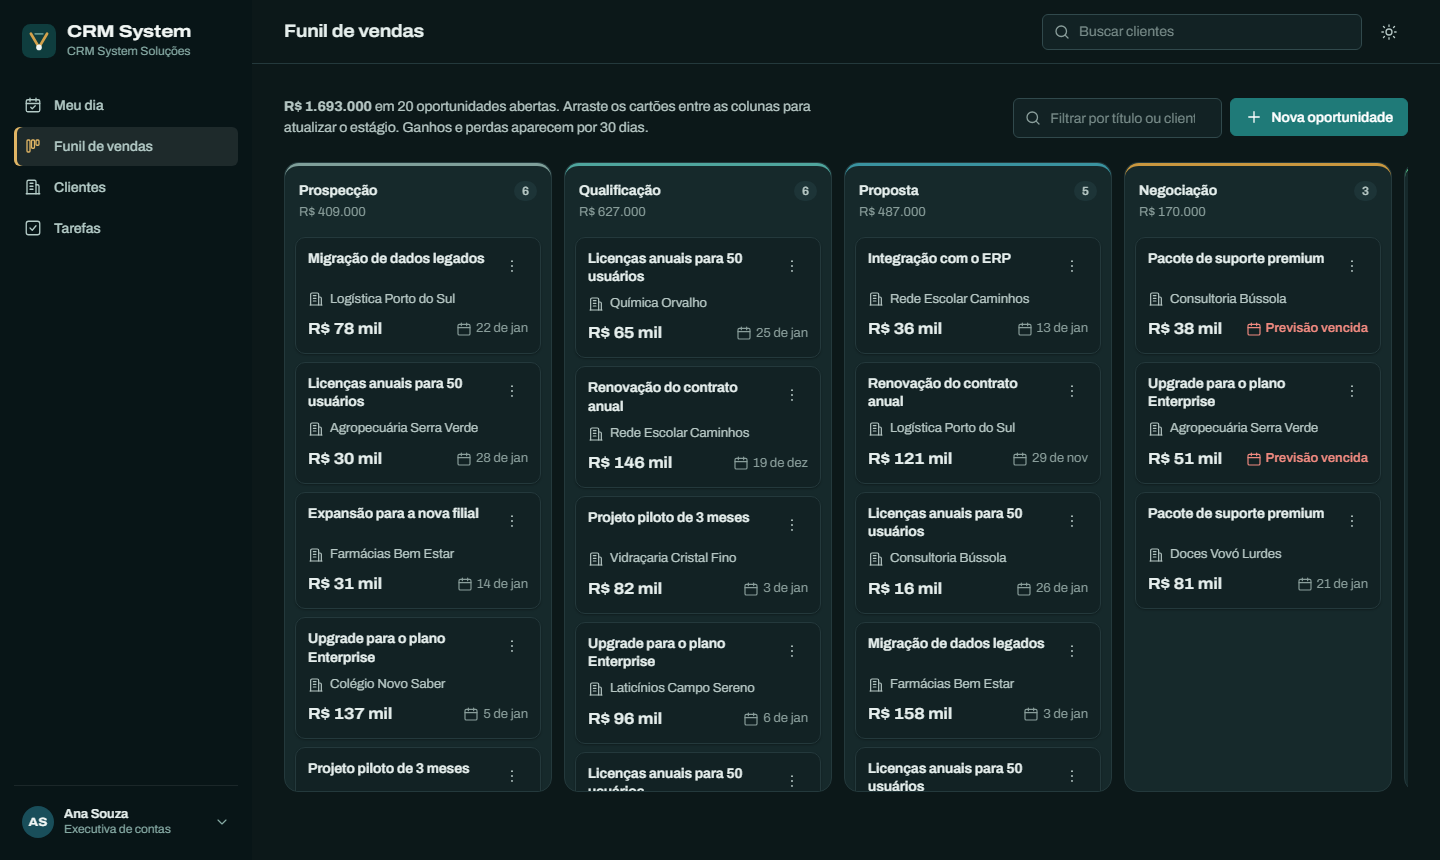 CRM System
CRM System Soluções
Meu dia
Funil de vendas
Clientes
Tarefas
AS
Ana Souza
Executiva de contas
Funil de vendas
Buscar clientes
R$ 1.693.000 em 20 oportunidades abertas. Arraste os cartões entre as colunas para
atualizar o estágio. Ganhos e perdas aparecem por 30 dias.
Filtrar por título ou client
Nova oportunidade
Prospecção
6
R$ 409.000
Migração de dados legados
Logística Porto do Sul
R$ 78 mil
22 de jan
Licenças anuais para 50
usuários
Agropecuária Serra Verde
R$ 30 mil
28 de jan
Expansão para a nova filial
Farmácias Bem Estar
R$ 31 mil
14 de jan
Upgrade para o plano
Enterprise
Colégio Novo Saber
R$ 137 mil
5 de jan
Projeto piloto de 3 meses
Qualificação
6
R$ 627.000
Licenças anuais para 50
usuários
Química Orvalho
R$ 65 mil
25 de jan
Renovação do contrato
anual
Rede Escolar Caminhos
R$ 146 mil
19 de dez
Projeto piloto de 3 meses
Vidraçaria Cristal Fino
R$ 82 mil
3 de jan
Upgrade para o plano
Enterprise
Laticínios Campo Sereno
R$ 96 mil
6 de jan
Licenças anuais para 50
usuários
Proposta
5
R$ 487.000
Integração com o ERP
Rede Escolar Caminhos
R$ 36 mil
13 de jan
Renovação do contrato
anual
Logística Porto do Sul
R$ 121 mil
29 de nov
Licenças anuais para 50
usuários
Consultoria Bússola
R$ 16 mil
26 de jan
Migração de dados legados
Farmácias Bem Estar
R$ 158 mil
3 de jan
Licenças anuais para 50
usuários
Negociação
3
R$ 170.000
Pacote de suporte premium
Consultoria Bússola
R$ 38 mil
Previsão vencida
Upgrade para o plano
Enterprise
Agropecuária Serra Verde
R$ 51 mil
Previsão vencida
Pacote de suporte premium
Doces Vovó Lurdes
R$ 81 mil
21 de jan